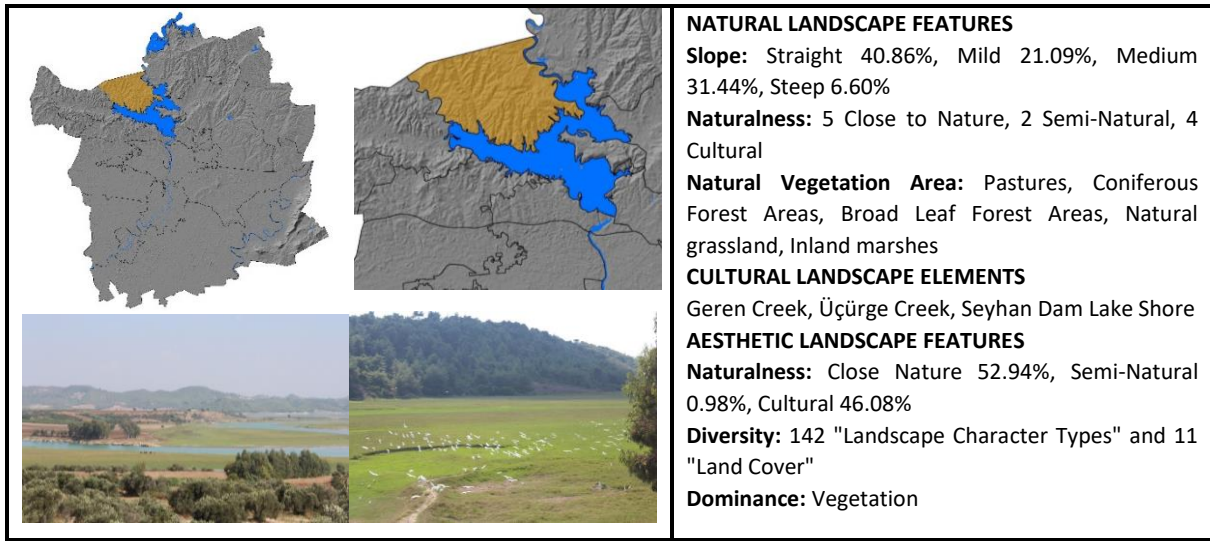 NATURAL LANDSCAPE FEATURES
Slope: Straight 40.86%, Mild 21.09%, Medium
31.44%, Steep 6.60%
Naturalness: 5 Close to Nature, 2 Semi-Natural, 4
Cultural
Natural Vegetation Area: Pastures, Coniferous
Forest Areas, Broad Leaf Forest Areas, Natural
grassland, Inland marshes
CULTURAL LANDSCAPE ELEMENTS
Geren Creek, Üçürge Creek, Seyhan Dam Lake Shore
AESTHETIC LANDSCAPE FEATURES
Naturalness: Close Nature 52.94%, Semi-Natural
0.98%, Cultural 46.08%
Diversity: 142 "Landscape Character Types" and 11
"Land Cover"
Dominance: Vegetation